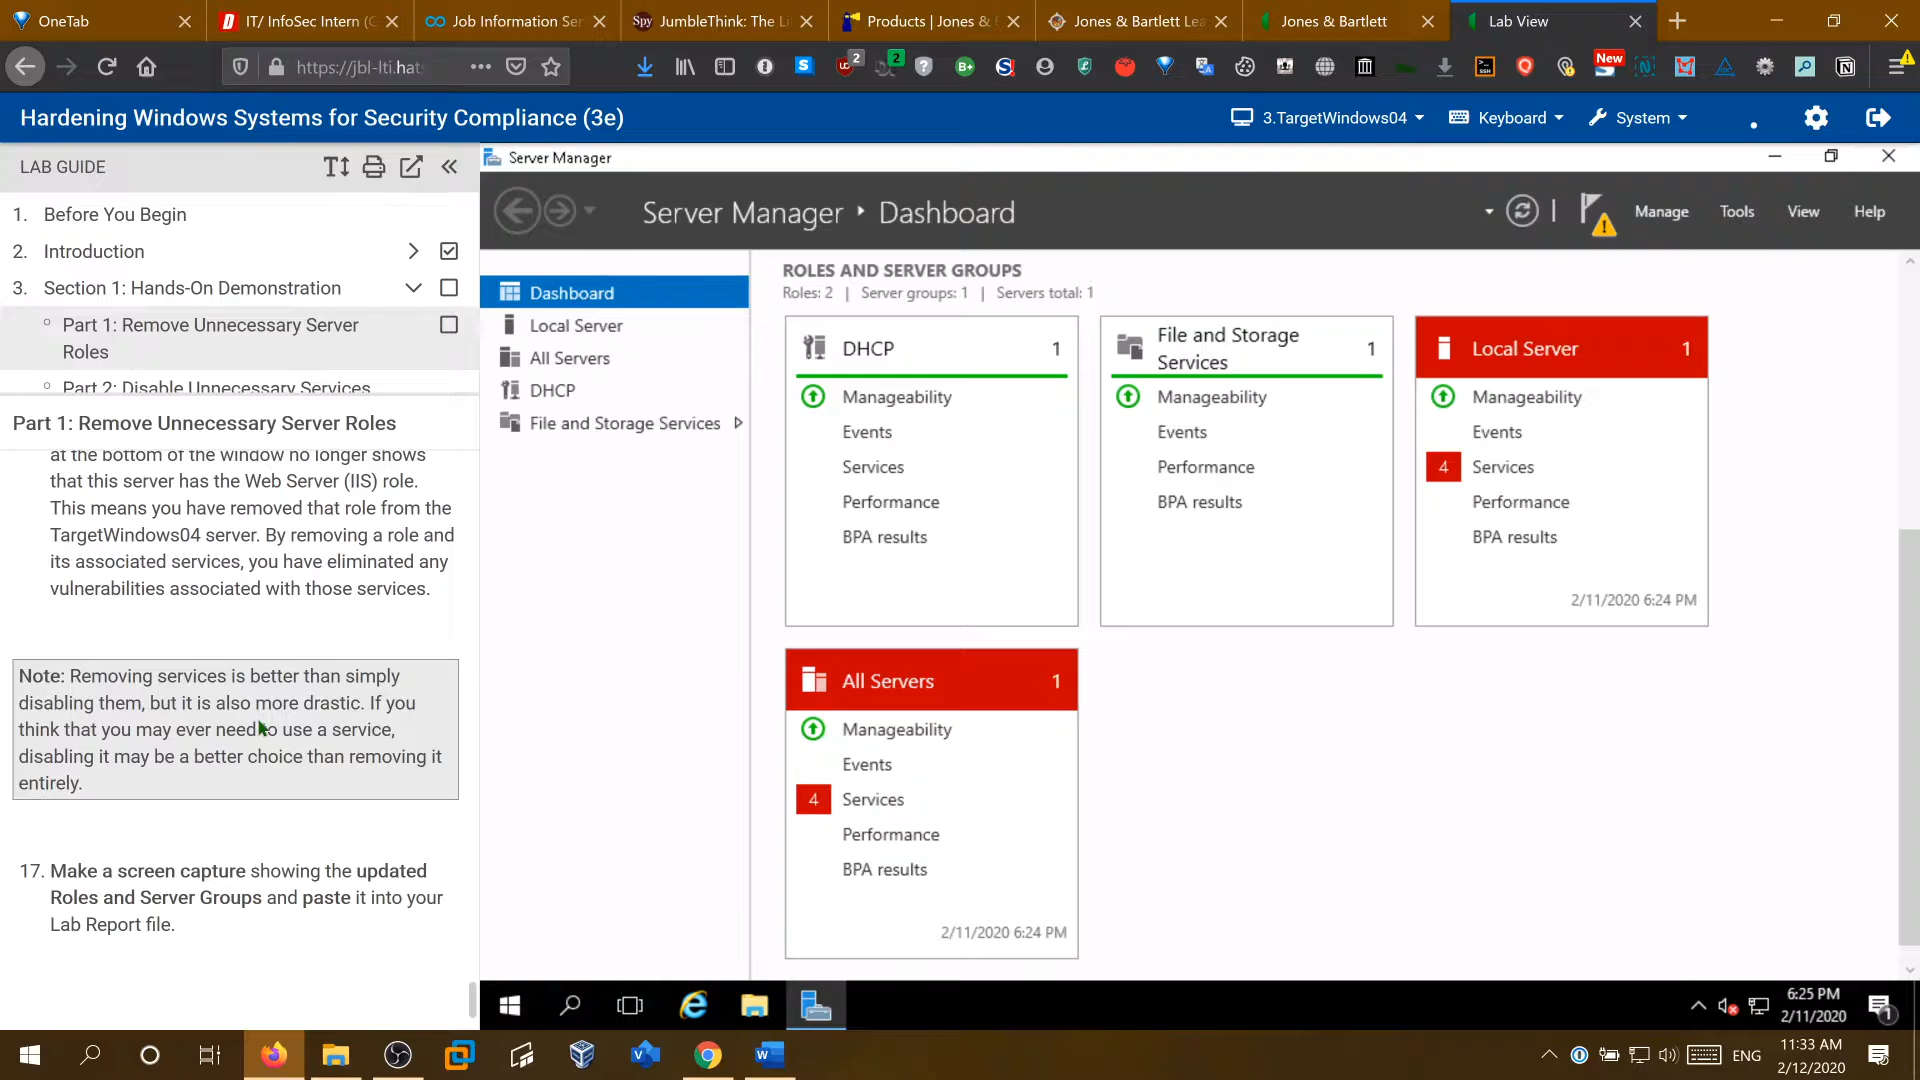 OneTab
IT/ InfoSec Intern (
Job Information Ser
Spy JumbleThink: The Li
Products | Jones &
Jones & Bartlett Lea
Jones & Bartlett
Lab View
https://jbl-lti.hat
2
2
New
Hardening Windows Systems for Security Compliance (3e)
3.TargetWindows04
Keyboard
System
LAB GUIDE
1. Before You Begin
2. Introduction
3. Section 1: Hands-On Demonstration
Part 1: Remove Unnecessary Server
Roles
Part 2: Disable Unnecessary Services
Part 1: Remove Unnecessary Server Roles
at the bottom of the window no longer shows
that this server has the Web Server (IIS) role.
This means you have removed that role from the
TargetWindows04 server. By removing a role and
its associated services, you have eliminated any
vulnerabilities associated with those services.
Note: Removing services is better than simply
disabling them, but it is also more drastic. If you
think that you may ever need to use a service,
disabling it may be a better choice than removing it
entirely.
17. Make a screen capture showing the updated
Roles and Server Groups and paste it into your
Lab Report file.
Server Manager
Server Manager ‣ Dashboard
Manage
Tools
View
Help
Dashboard
Local Server
All Servers
DHCP
File and Storage Services
ROLES AND SERVER GROUPS
Roles: 2 | Server groups: 1 | Servers total: 1
DHCP 1
Manageability
Events
Services
Performance
BPA results
File and Storage
Services 1
Manageability
Events
Performance
BPA results
Local Server 1
Manageability
Events
4 Services
Performance
BPA results
2/11/2020 6:24 PM
All Servers 1
Manageability
Events
4 Services
Performance
BPA results
2/11/2020 6:24 PM
6:25 PM
2/11/2020
1
ENG
11:33 AM
2/12/2020